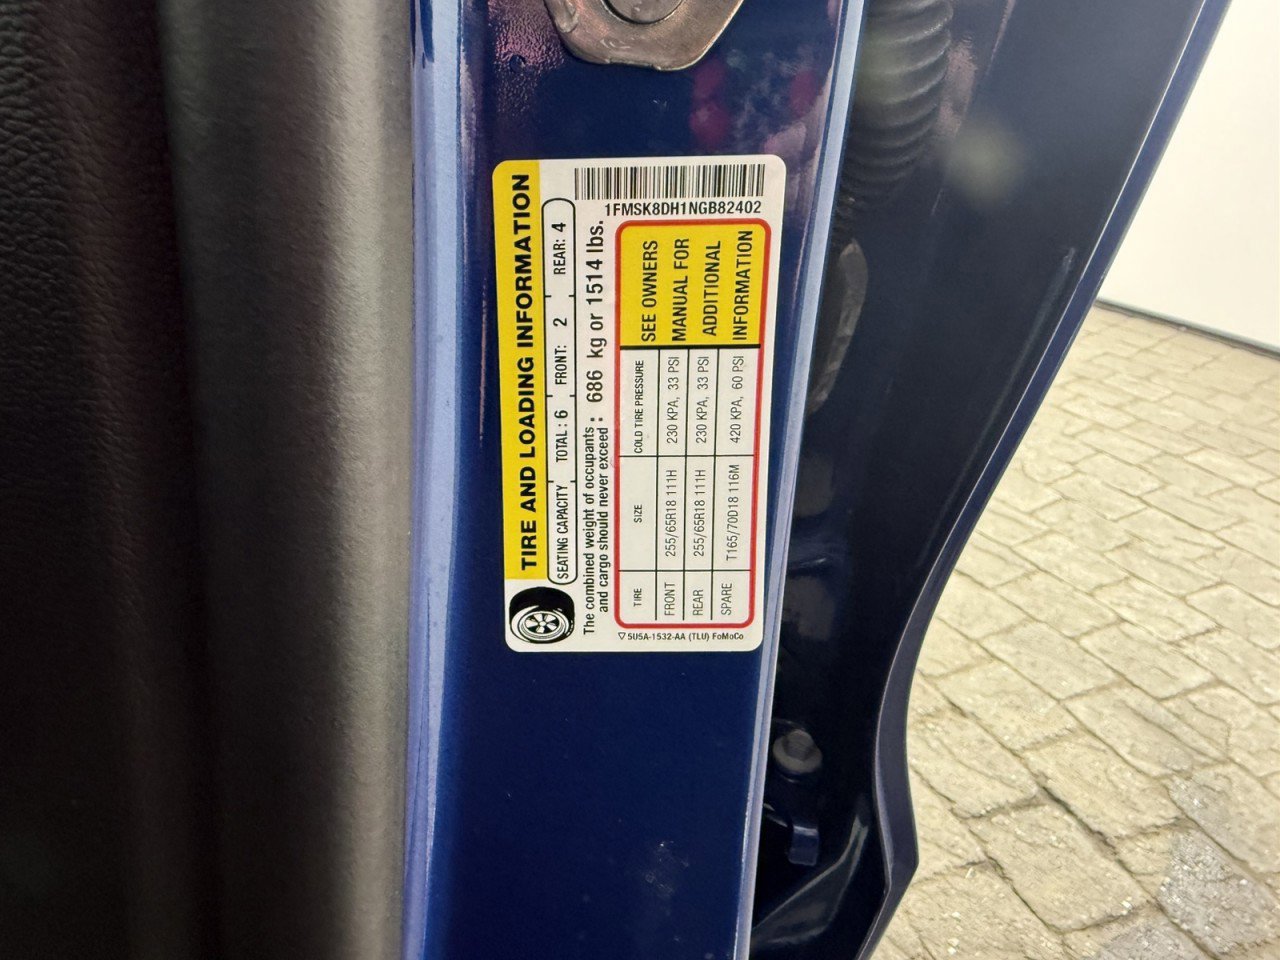 TIRE AND LOADING INFORMATION
SEATING CAPACITY TOTAL : 6 FRONT: 2 REAR: 4
The combined weight of occupants : 686 kg or 1514 lbs.
and cargo should never exceed :
1FMSK8DH1NGB82402
TIRE SIZE COLD TIRE PRESSURE
FRONT 255/65R18 111H 230 KPA, 33 PSI
REAR 255/65R18 111H 230 KPA, 33 PSI
SPARE T165/70D18 116M 420 KPA, 60 PSI
SEE OWNERS
MANUAL FOR
ADDITIONAL
INFORMATION
5U5A-1532-AA (TLU) FoMoCo